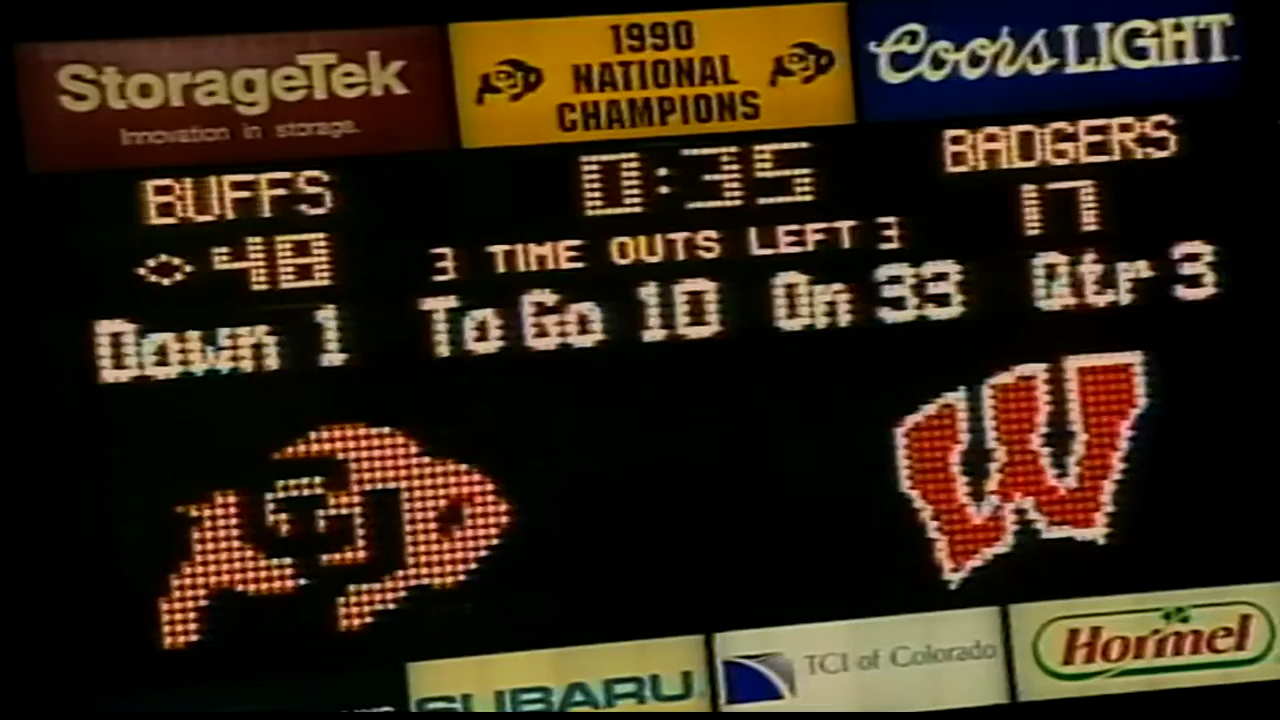 StorageTek
Innovation in storage.
1990
NATIONAL
CHAMPIONS
Coors LIGHT
BUFFS
0:35
BADGERS
48
17
3 TIME OUTS LEFT 3
Down 1 To Go 10 On 33 Qtr 3
CU
W
SUBARU
TCI of Colorado
Hormel